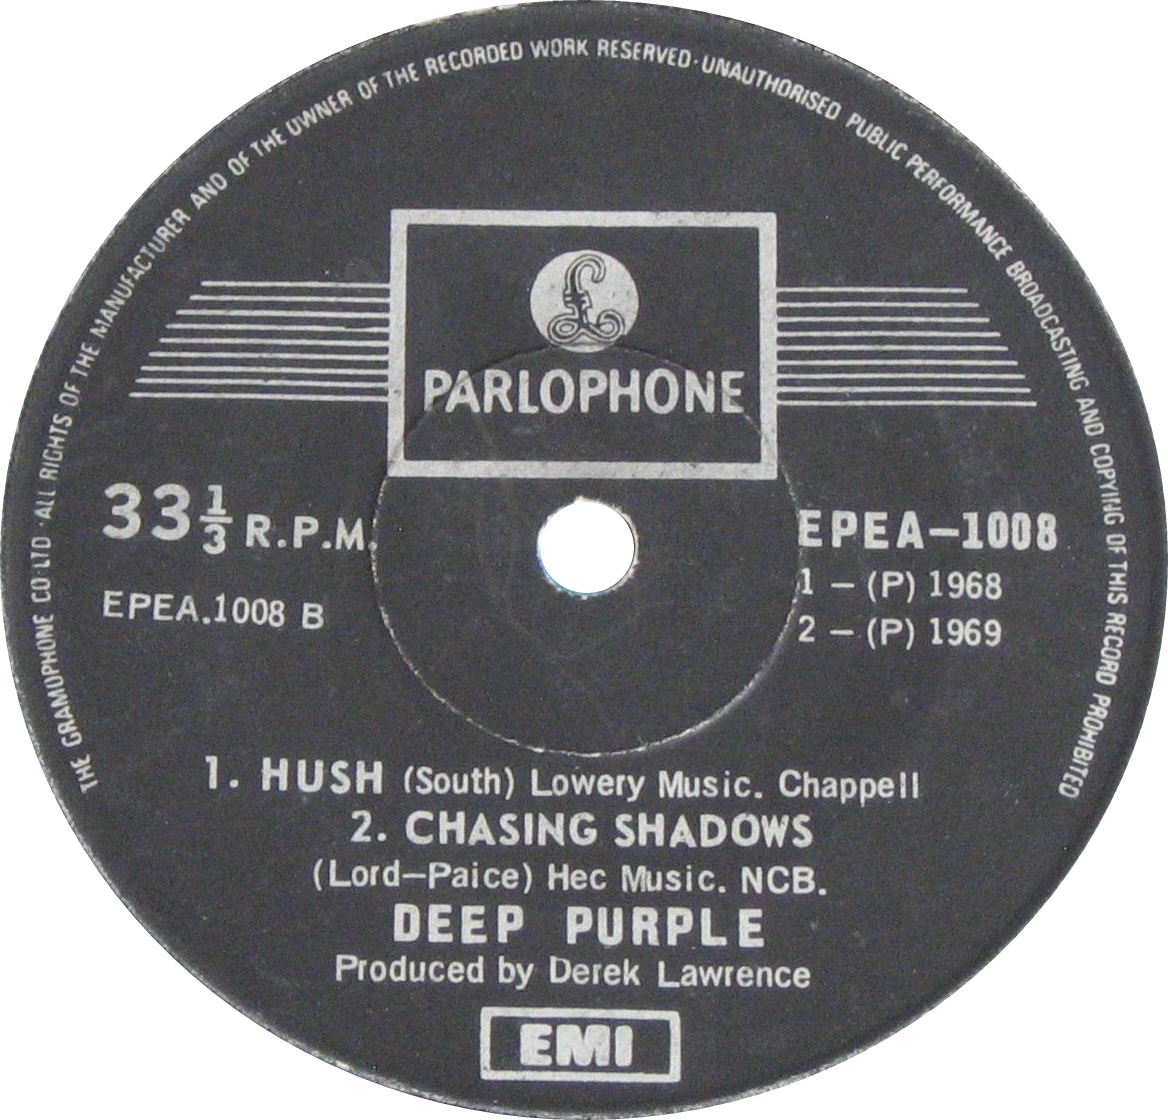 THE GRAMOPHONE CO·LTD·ALL RIGHTS OF THE MANUFACTURER AND OF THE OWNER OF THE RECORDED WORK RESERVED·UNAUTHORISED PUBLIC PERFORMANCE BROADCASTING AND COPYING OF THIS RECORD PROHIBITED
£
PARLOPHONE
33⅓ R.P.M.
EPEA.1008 B
EPEA–1008
1 – (P) 1968
2 – (P) 1969
1. HUSH (South) Lowery Music. Chappell
2. CHASING SHADOWS
(Lord–Paice) Hec Music. NCB.
DEEP PURPLE
Produced by Derek Lawrence
EMI